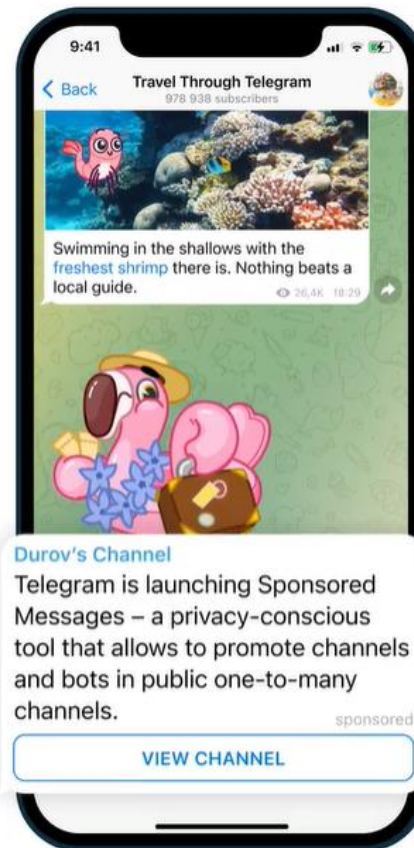 9:41
Back
Travel Through Telegram
978 938 subscribers
Swimming in the shallows with the
freshest shrimp there is. Nothing beats a
local guide.
26,4K 18:29
Durov's Channel
Telegram is launching Sponsored
Messages – a privacy-conscious
tool that allows to promote channels
and bots in public one-to-many
channels.
sponsored
VIEW CHANNEL